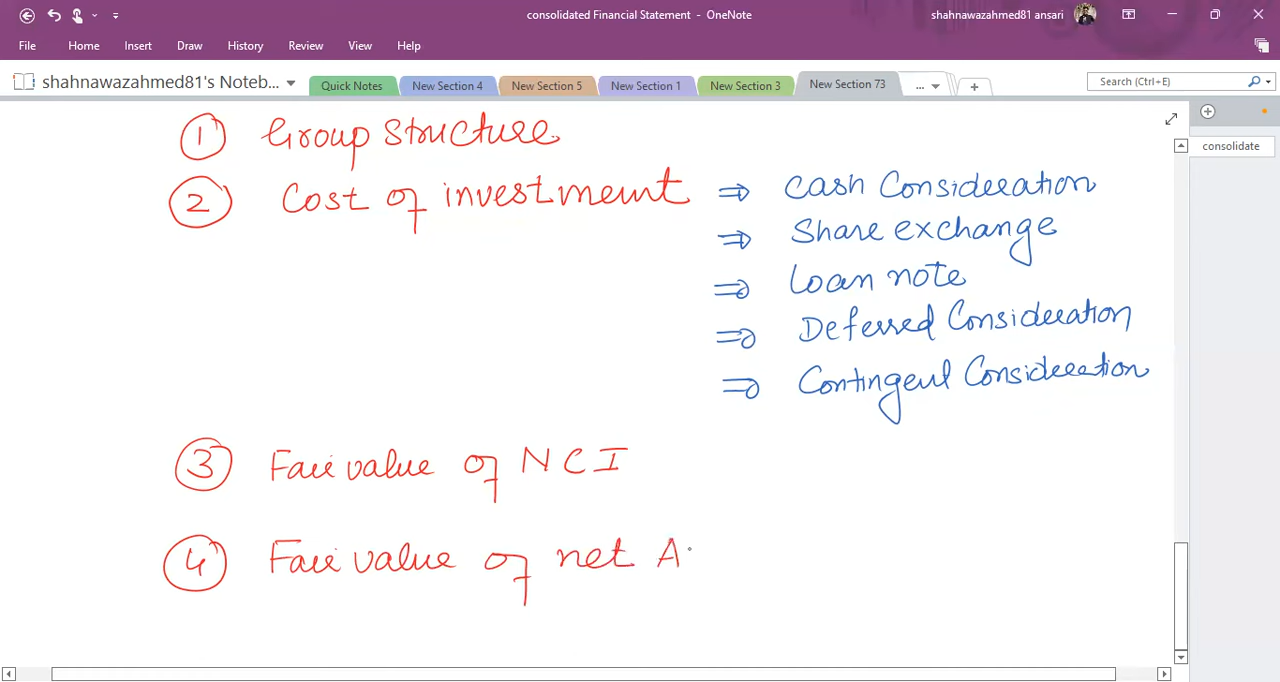 consolidated Financial Statement - OneNote
shahnawazahmed81 ansari
File Home Insert Draw History Review View Help
shahnawazahmed81's Noteb...
Quick Notes New Section 4 New Section 5 New Section 1 New Section 3 New Section 73 ...
Search (Ctrl+E)
consolidate
1 Group Structure
2 Cost of investment ⇒ Cash Consideration
⇒ Share exchange
⇒ Loan note
⇒ Deferred Consideration
⇒ Contingent Consideration
3 Fair value of NCI
4 Fair value of net A